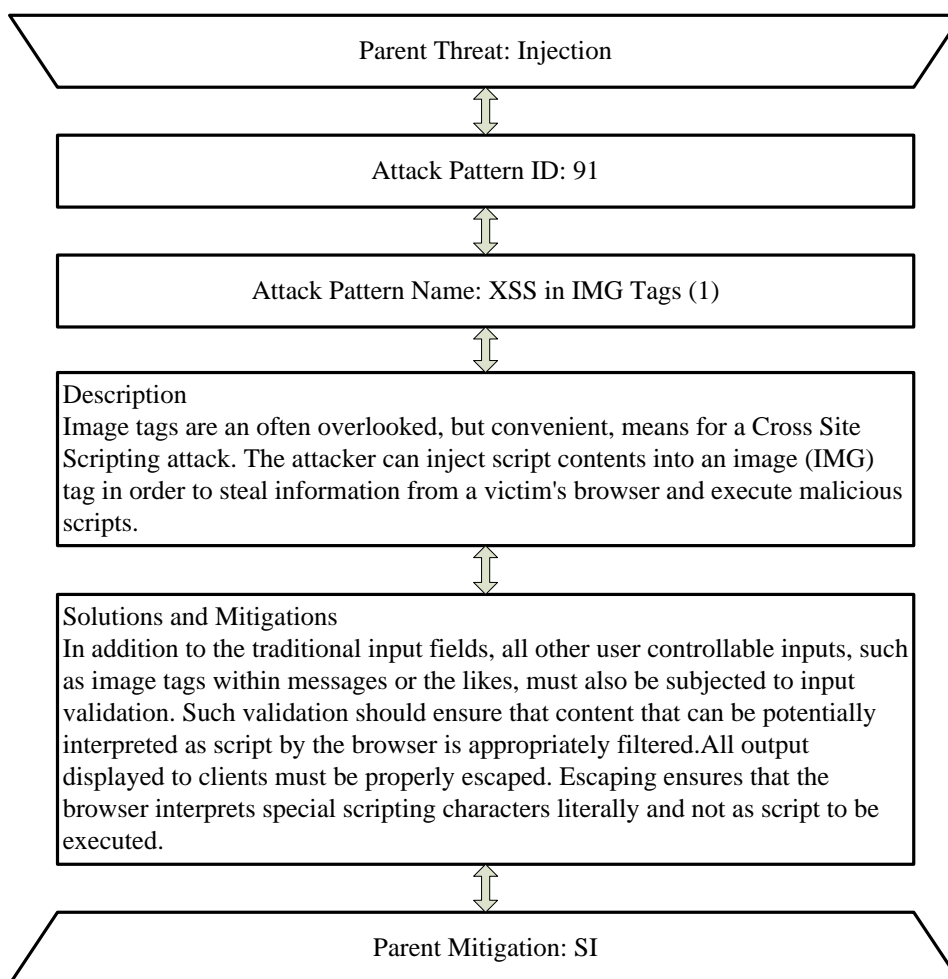 Parent Threat: Injection
Attack Pattern ID: 91
Attack Pattern Name: XSS in IMG Tags (1)
Description
Image tags are an often overlooked, but convenient, means for a Cross Site
Scripting attack. The attacker can inject script contents into an image (IMG)
tag in order to steal information from a victim's browser and execute malicious
scripts.
Solutions and Mitigations
In addition to the traditional input fields, all other user controllable inputs, such
as image tags within messages or the likes, must also be subjected to input
validation. Such validation should ensure that content that can be potentially
interpreted as script by the browser is appropriately filtered.All output
displayed to clients must be properly escaped. Escaping ensures that the
browser interprets special scripting characters literally and not as script to be
executed.
Parent Mitigation: SI